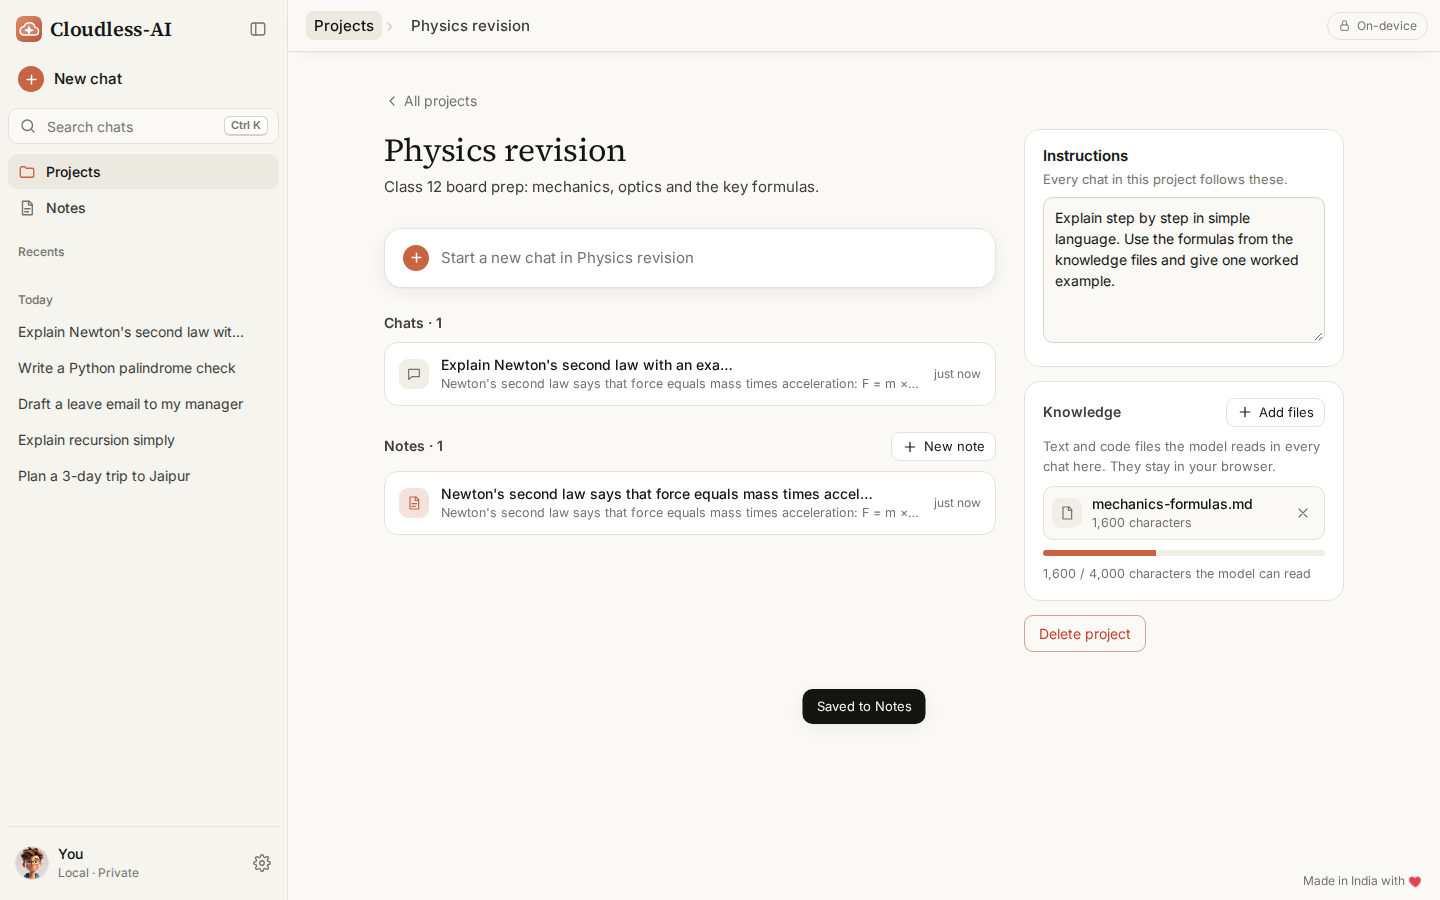 Cloudless-AI
New chat
Search chats
Ctrl K
Projects
Notes
Recents
Today
Explain Newton's second law wit...
Write a Python palindrome check
Draft a leave email to my manager
Explain recursion simply
Plan a 3-day trip to Jaipur
You
Local · Private
Projects
Physics revision
On-device
All projects
Physics revision
Class 12 board prep: mechanics, optics and the key formulas.
Start a new chat in Physics revision
Chats · 1
Explain Newton's second law with an exa...
Newton's second law says that force equals mass times acceleration: F = m ×...
just now
Notes · 1
New note
Newton's second law says that force equals mass times accel...
Newton's second law says that force equals mass times acceleration: F = m ×...
just now
Instructions
Every chat in this project follows these.
Explain step by step in simple
language. Use the formulas from the
knowledge files and give one worked
example.
Knowledge
Add files
Text and code files the model reads in every
chat here. They stay in your browser.
mechanics-formulas.md
1,600 characters
1,600 / 4,000 characters the model can read
Delete project
Saved to Notes
Made in India with ❤